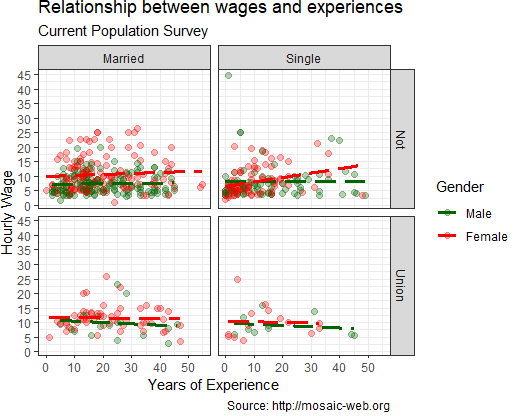 Relationship between wages and experiences
Current Population Survey
Married Single
45
40
35
30
25
20
15
10
5
0
Not
45
40
35
30
25
20
15
10
5
0
Union
Hourly Wage
0 10 20 30 40 50 0 10 20 30 40 50
Years of Experience
Gender
Male
Female
Source: http://mosaic-web.org